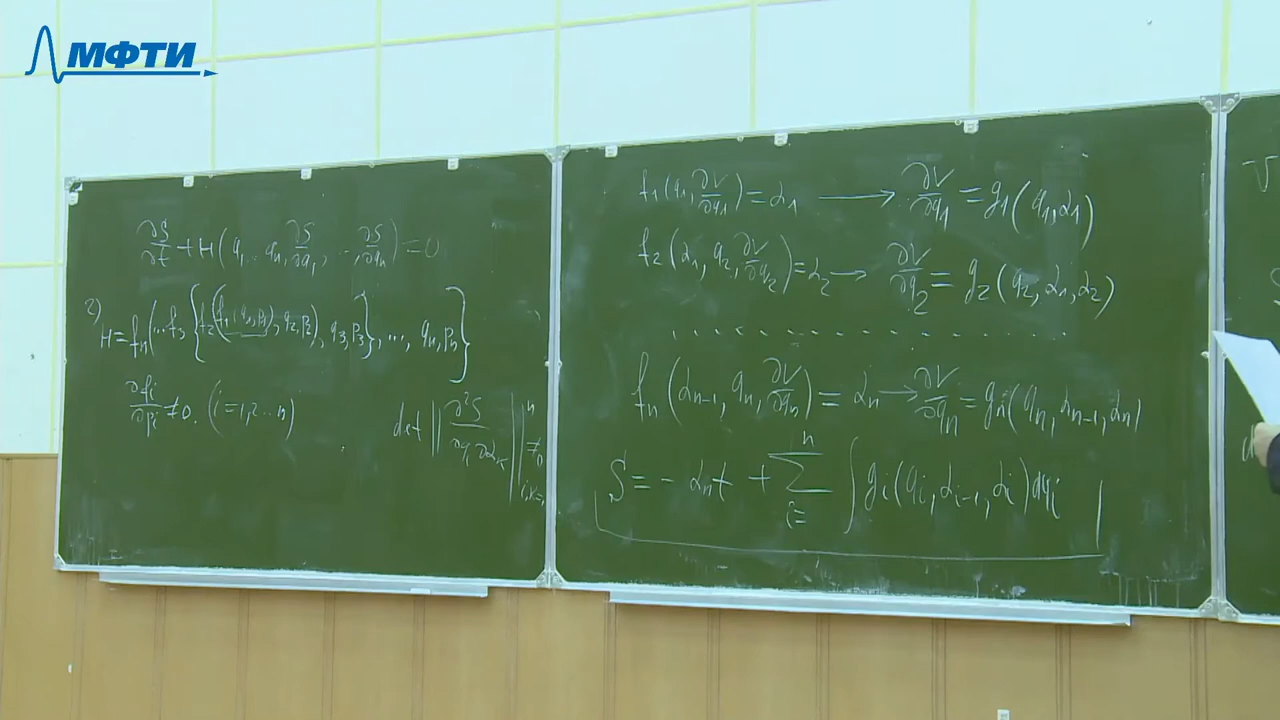 МФТИ
∂S/∂t + H(q₁...qₙ, ∂S/∂q₁, ..., ∂S/∂qₙ) = 0
2) H = fₙ(...f₃{f₂(f₁(q₁,p₁), q₂,p₂), q₃,p₃}, ..., qₙ,pₙ}
∂fᵢ/∂pᵢ ≠ 0. (i=1,2...n)
det‖∂²S/∂qᵢ∂αₖ‖ⁿ ≠0
i,k=
f₁(q₁, ∂V/∂q₁) = α₁ → ∂V/∂q₁ = g₁(q₁,α₁)
f₂(α₁, q₂, ∂V/∂q₂) = α₂ → ∂V/∂q₂ = g₂(q₂, α₁, α₂)
. . . . . . . . . . . . . . . .
fₙ(αₙ₋₁, qₙ, ∂V/∂qₙ) = αₙ → ∂V/∂qₙ = gₙ(qₙ, αₙ₋₁, αₙ)
S = - αₙt + ∑ⁿᵢ₌ ∫gᵢ(qᵢ, αᵢ₋₁, αᵢ)dqᵢ